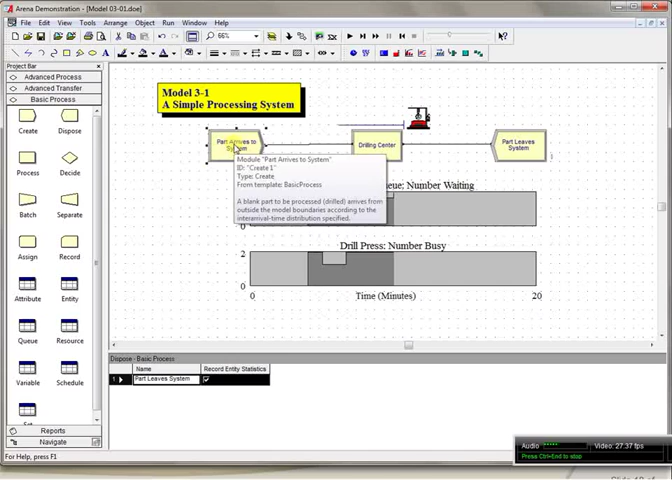 Arena Demonstration - [Model 03-01.doe]
File Edit View Tools Arrange Object Run Window Help
66%
Project Bar
Advanced Process
Advanced Transfer
Basic Process
Create Dispose
Process Decide
Batch Separate
Assign Record
Attribute Entity
Queue Resource
Variable Schedule
Set
Reports
Navigate
Model 3-1
A Simple Processing System
Part Arrives to
System
Drilling Center
Part Leaves
System
Module "Part Arrives to System"
ID: "Create 1"
Type: Create
From template: BasicProcess
A blank part to be processed (drilled) arrives from
outside the model boundaries according to the
interarrival-time distribution specified.
ueue; Number Waiting
0
Drill Press: Number Busy
2
0
0 Time (Minutes) 20
Dispose - Basic Process
Name Record Entity Statistics
1 Part Leaves System
For Help, press F1
Audio Video: 27.37 fps
Press Ctrl+End to stop